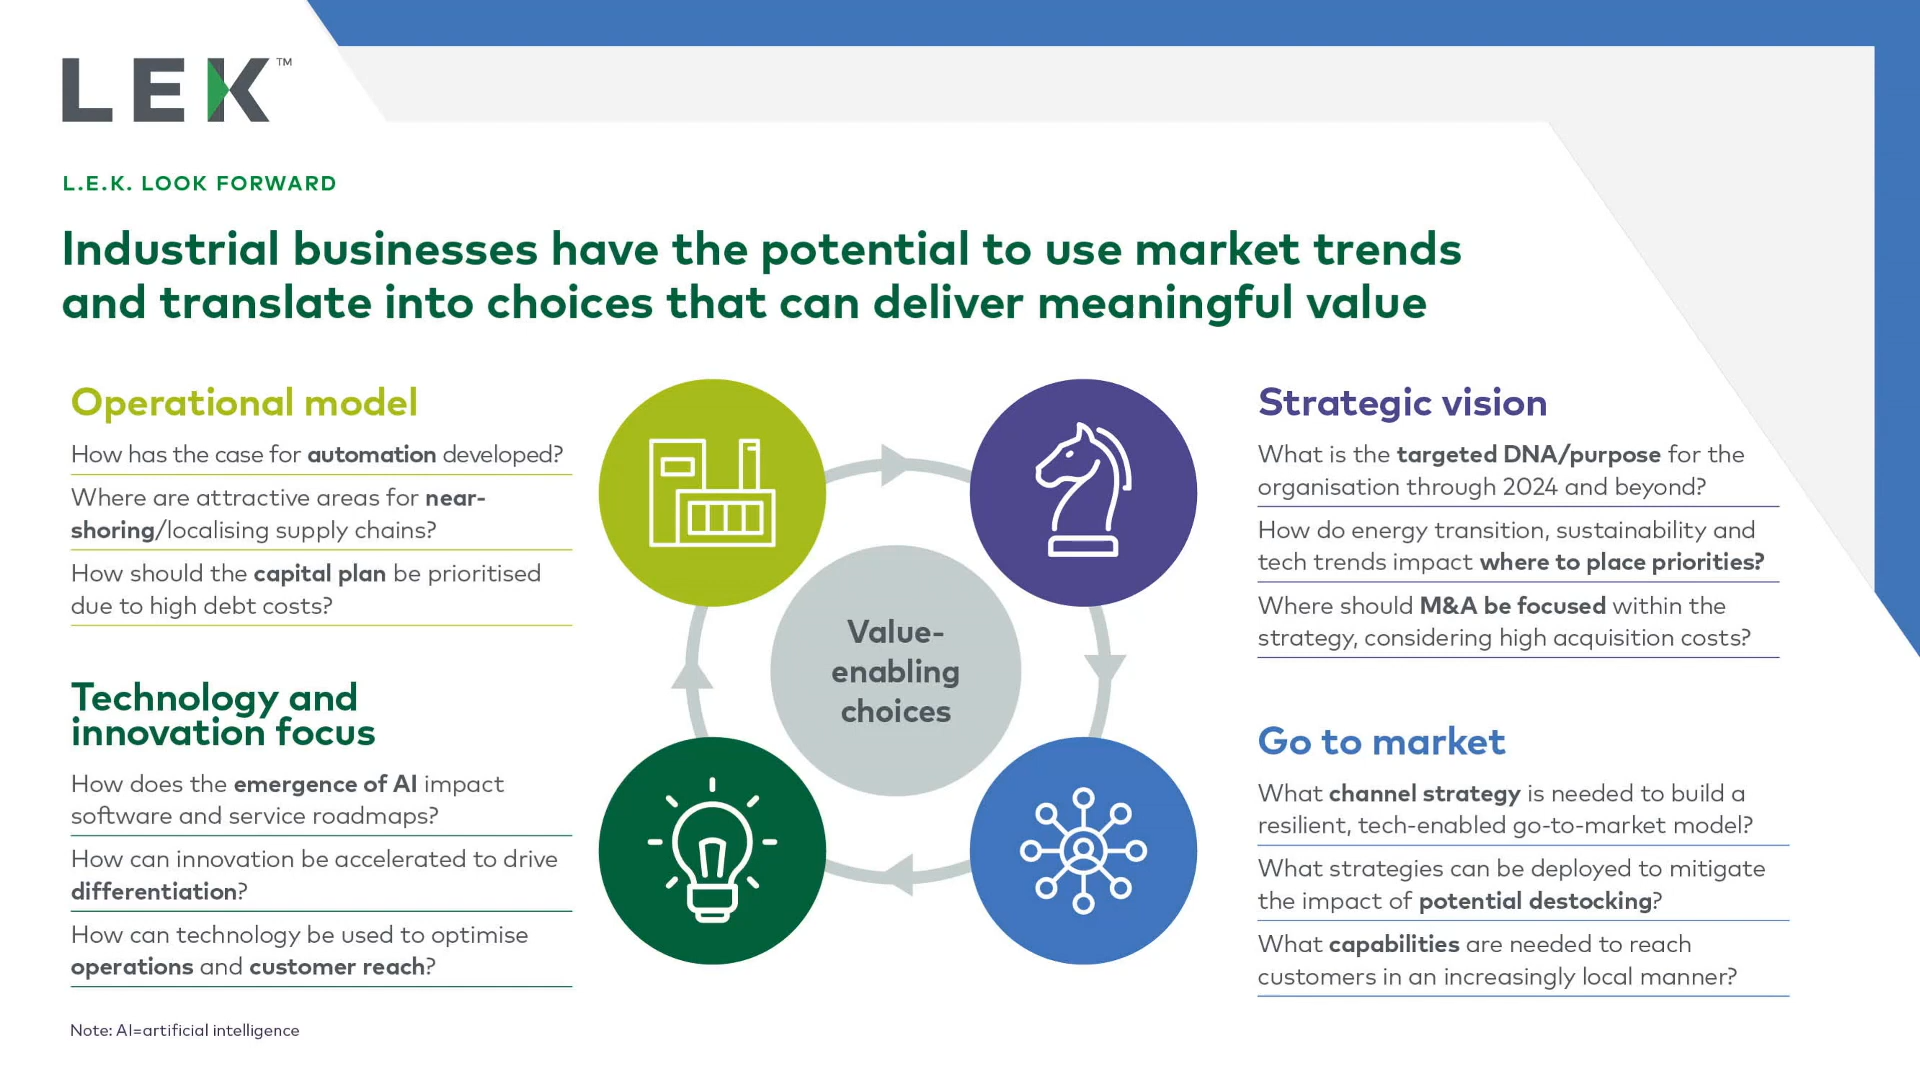 LEK™
L.E.K. LOOK FORWARD
Industrial businesses have the potential to use market trends
and translate into choices that can deliver meaningful value
Operational model
How has the case for automation developed?
Where are attractive areas for near-
shoring/localising supply chains?
How should the capital plan be prioritised
due to high debt costs?
Technology and
innovation focus
How does the emergence of AI impact
software and service roadmaps?
How can innovation be accelerated to drive
differentiation?
How can technology be used to optimise
operations and customer reach?
Value-
enabling
choices
Strategic vision
What is the targeted DNA/purpose for the
organisation through 2024 and beyond?
How do energy transition, sustainability and
tech trends impact where to place priorities?
Where should M&A be focused within the
strategy, considering high acquisition costs?
Go to market
What channel strategy is needed to build a
resilient, tech-enabled go-to-market model?
What strategies can be deployed to mitigate
the impact of potential destocking?
What capabilities are needed to reach
customers in an increasingly local manner?
Note: AI=artificial intelligence